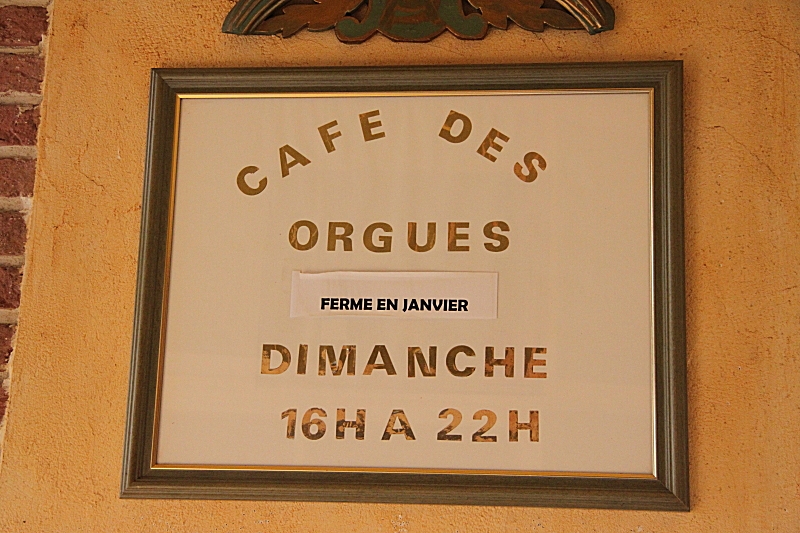 CAFE DES
ORGUES
FERME EN JANVIER
DIMANCHE
16H A 22H